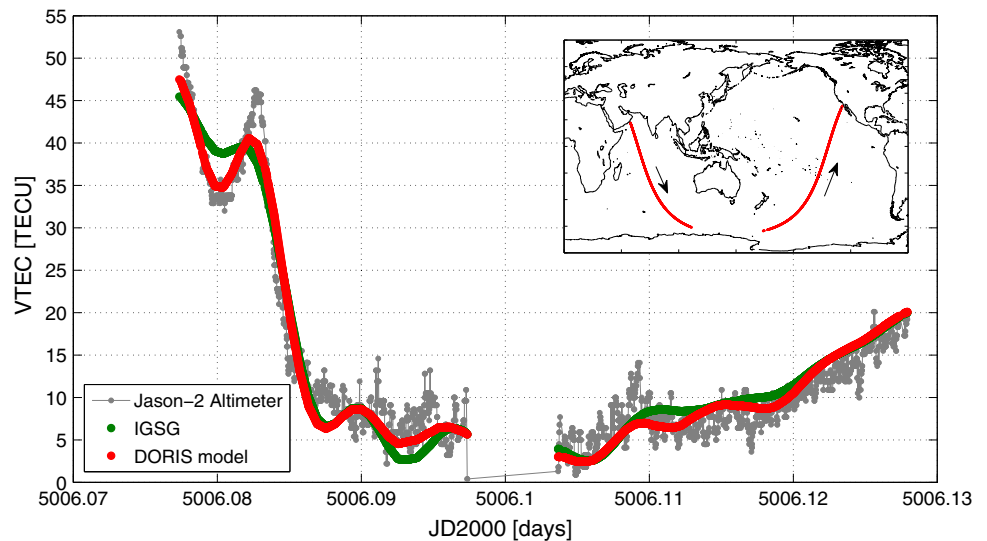 55
50
45
40
35
30
25
20
15
10
5
0
VTEC [TECU]
Jason−2 Altimeter
IGSG
DORIS model
5006.07 5006.08 5006.09 5006.1 5006.11 5006.12 5006.13
JD2000 [days]